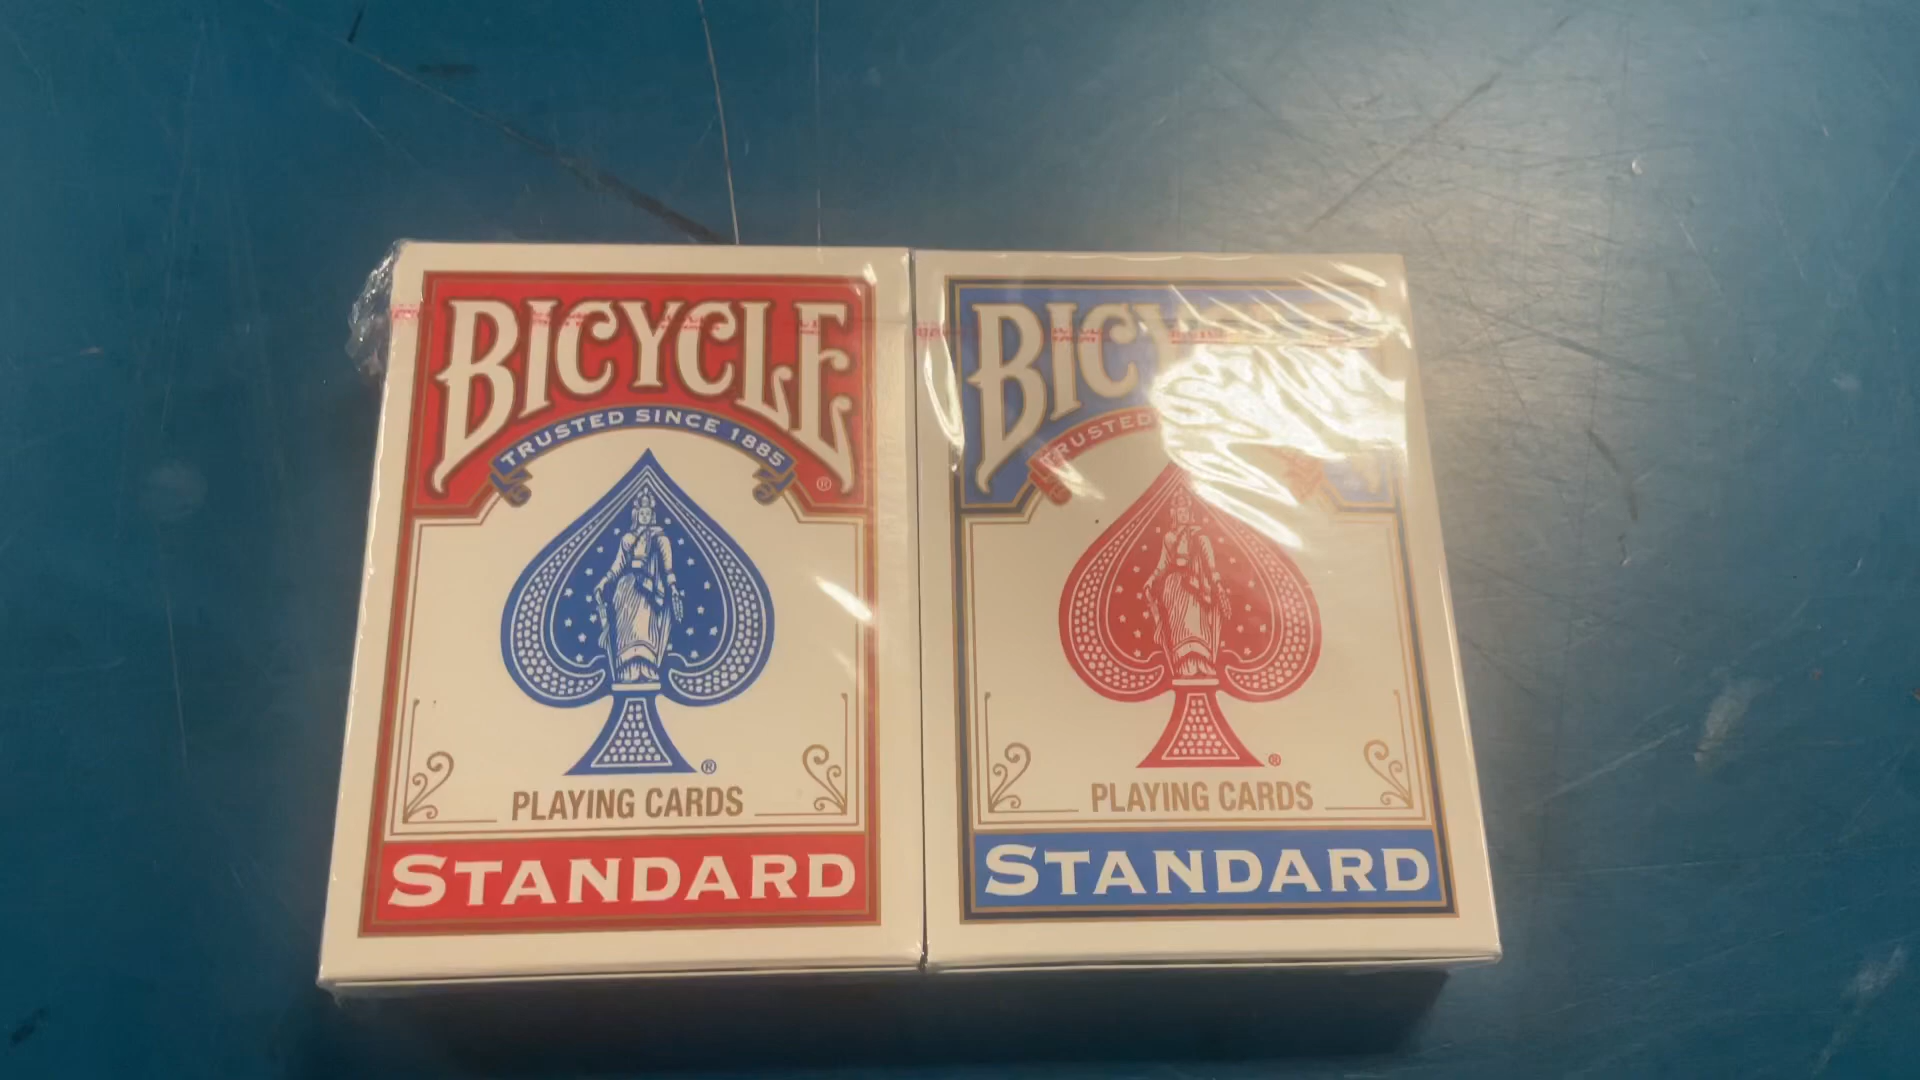 BICYCLE
®
TRUSTED SINCE 1885
®
PLAYING CARDS
STANDARD
BIC
TRUSTED
®
PLAYING CARDS
STANDARD